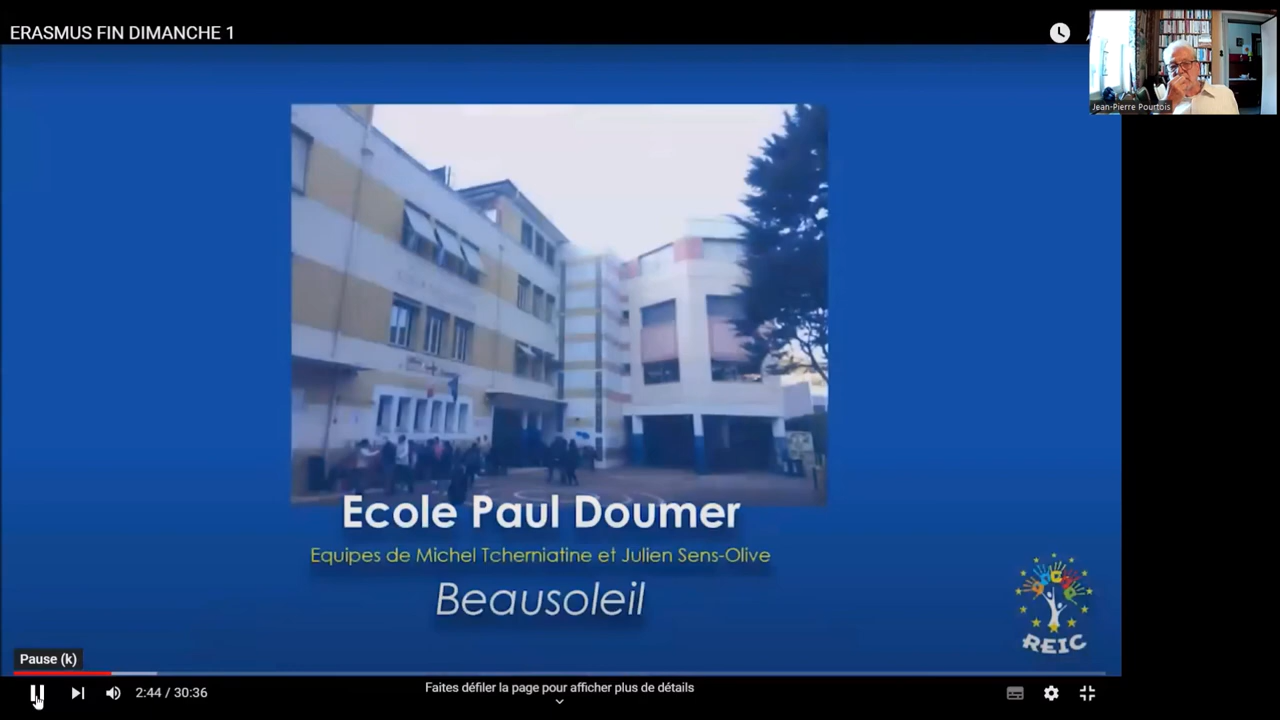 ERASMUS FIN DIMANCHE 1
Jean-Pierre Pourtois
Ecole Paul Doumer
Equipes de Michel Tcherniatine et Julien Sens-Olive
Beausoleil
REIC
Pause (k)
2:44 / 30:36
Faites défiler la page pour afficher plus de détails